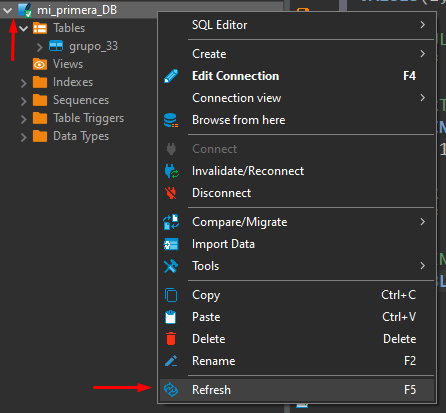 mi_primera_DB
Tables
grupo_33
Views
Indexes
Sequences
Table Triggers
Data Types
SQL Editor
Create
Edit Connection F4
Connection view
Browse from here
Connect
Invalidate/Reconnect
Disconnect
Compare/Migrate
Import Data
Tools
Copy Ctrl+C
Paste Ctrl+V
Delete Delete
Rename F2
Refresh F5